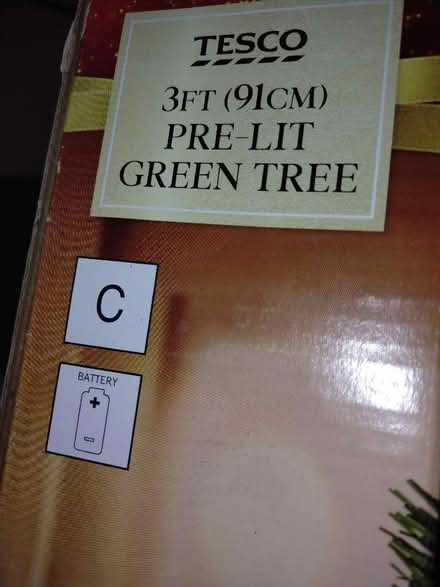 TESCO
3FT (91CM)
PRE-LIT
GREEN TREE
C
BATTERY
+
-